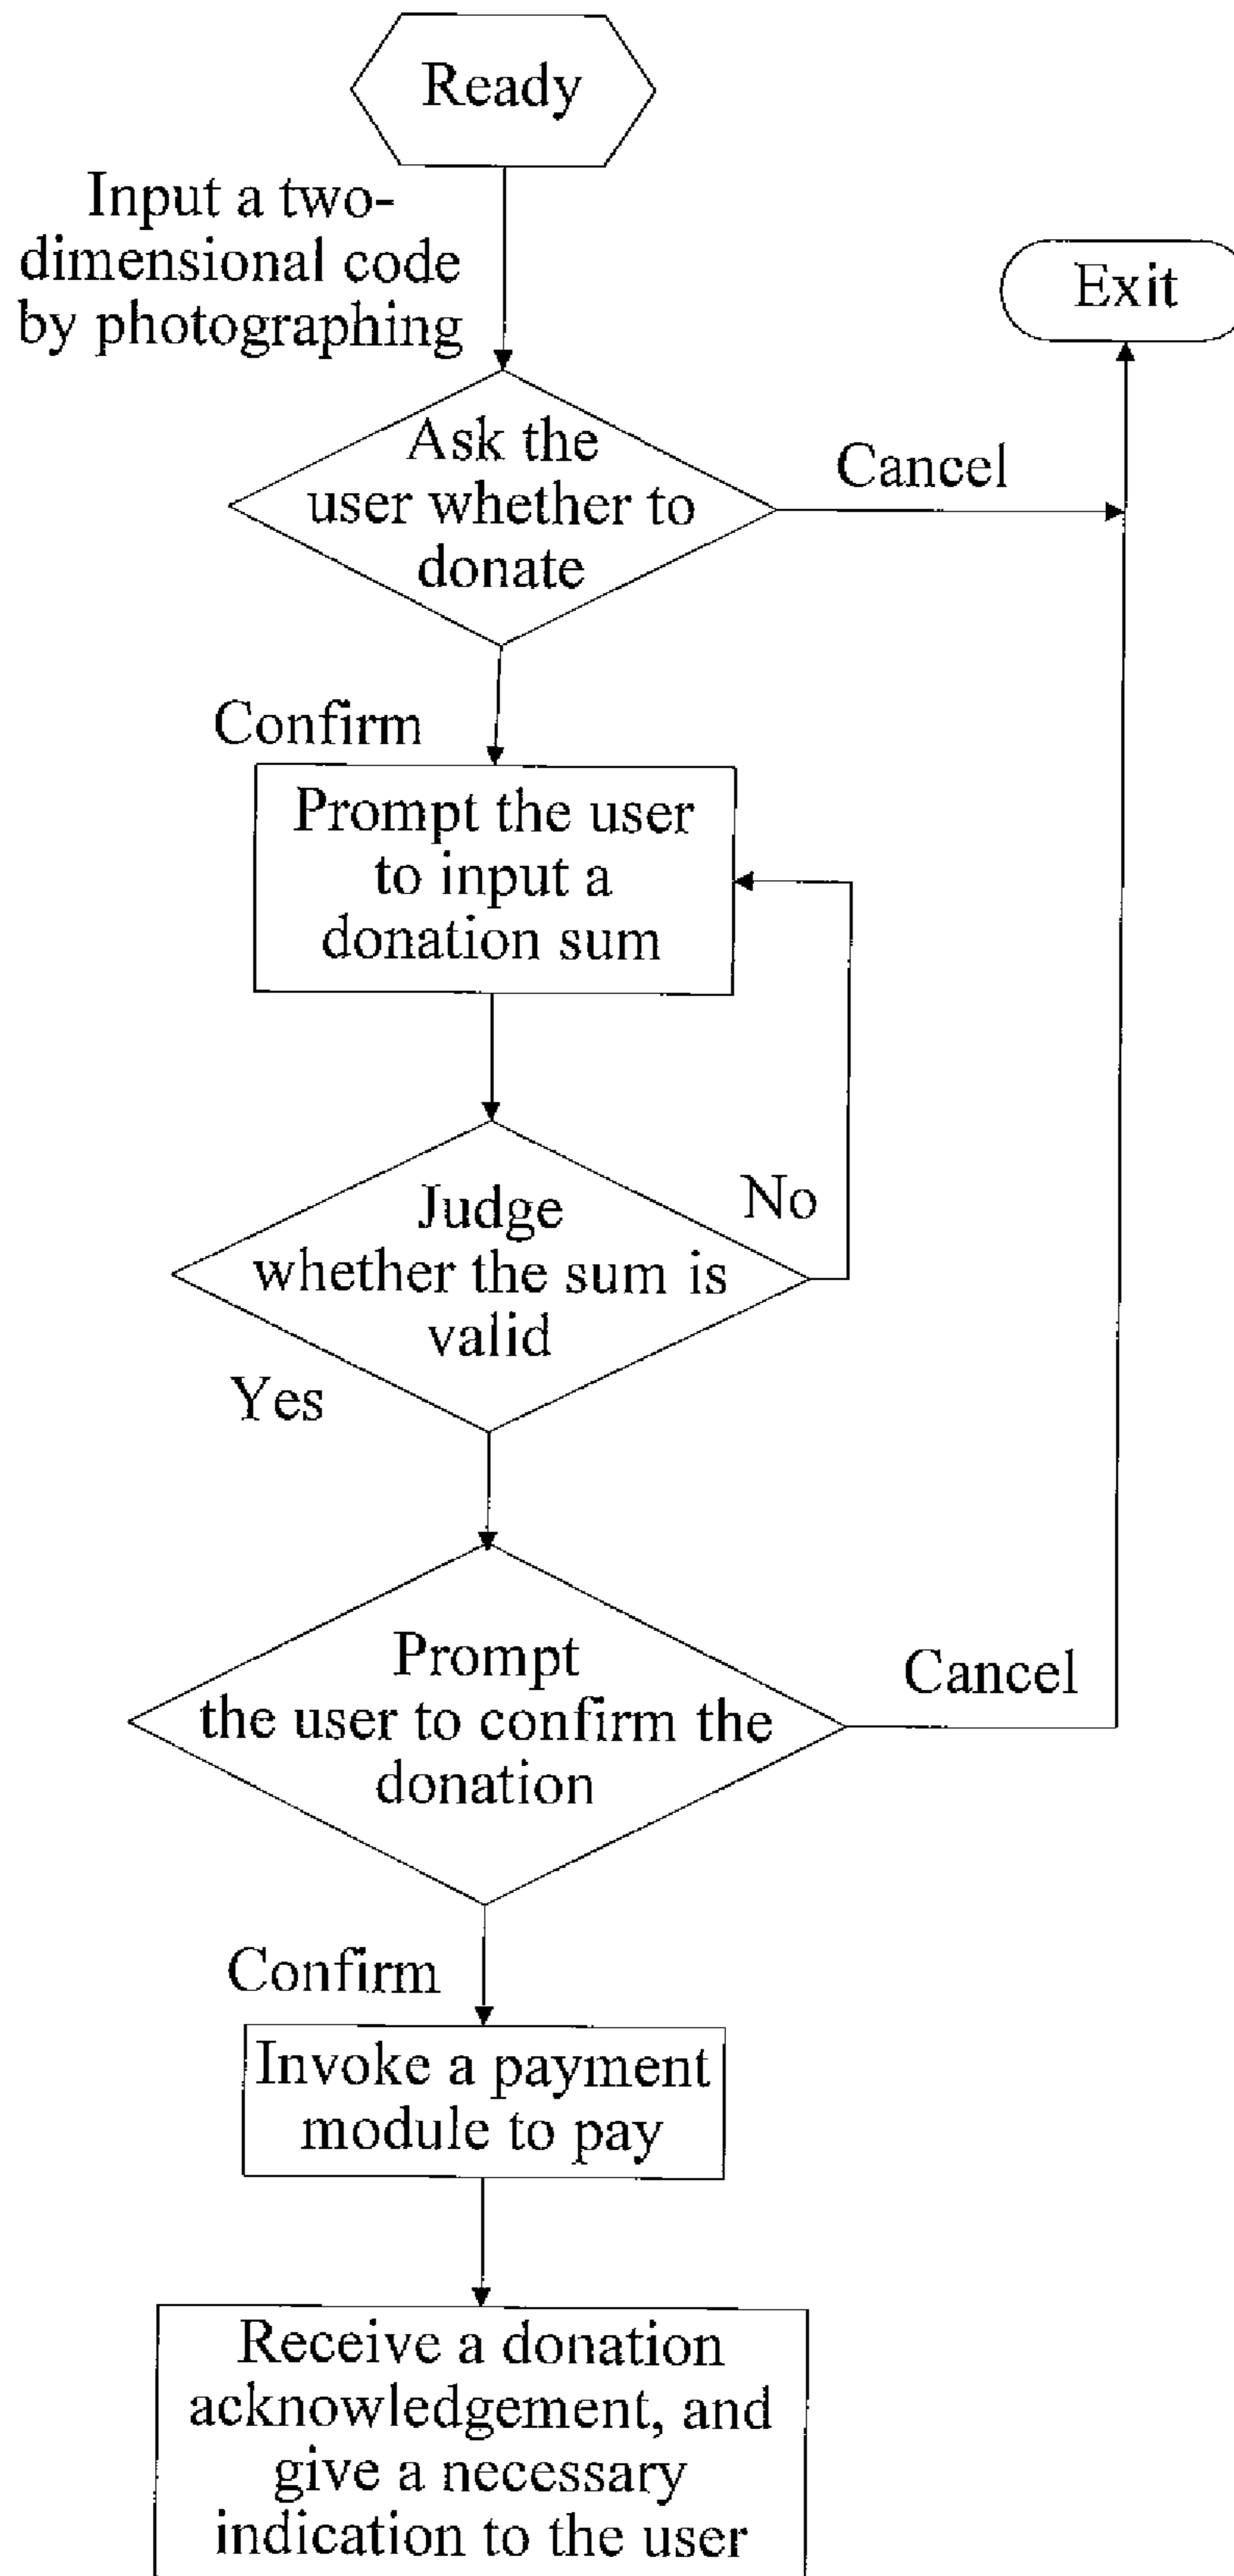 Ready
Input a two-
dimensional code
by photographing
Exit
Ask the
user whether to
donate
Cancel
Confirm
Prompt the user
to input a
donation sum
Judge
whether the sum is
valid
No
Yes
Prompt
the user to confirm the
donation
Cancel
Confirm
Invoke a payment
module to pay
Receive a donation
acknowledgement, and
give a necessary
indication to the user